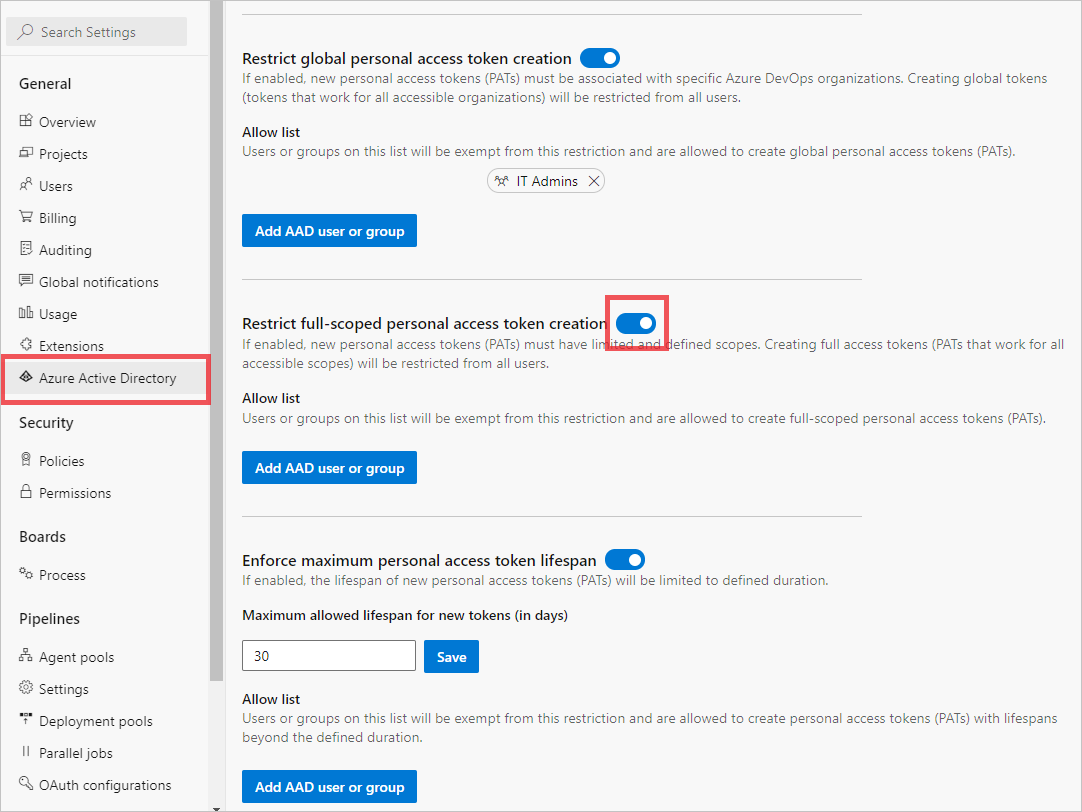 Search Settings
General
Overview
Projects
Users
Billing
Auditing
Global notifications
Usage
Extensions
Azure Active Directory
Security
Policies
Permissions
Boards
Process
Pipelines
Agent pools
Settings
Deployment pools
Parallel jobs
OAuth configurations
Restrict global personal access token creation
If enabled, new personal access tokens (PATs) must be associated with specific Azure DevOps organizations. Creating global tokens
(tokens that work for all accessible organizations) will be restricted from all users.
Allow list
Users or groups on this list will be exempt from this restriction and are allowed to create global personal access tokens (PATs).
IT Admins
Add AAD user or group
Restrict full-scoped personal access token creation
If enabled, new personal access tokens (PATs) must have limited and defined scopes. Creating full access tokens (PATs that work for all
accessible scopes) will be restricted from all users.
Allow list
Users or groups on this list will be exempt from this restriction and are allowed to create full-scoped personal access tokens (PATs).
Add AAD user or group
Enforce maximum personal access token lifespan
If enabled, the lifespan of new personal access tokens (PATs) will be limited to defined duration.
Maximum allowed lifespan for new tokens (in days)
30
Save
Allow list
Users or groups on this list will be exempt from this restriction and are allowed to create personal access tokens (PATs) with lifespans
beyond the defined duration.
Add AAD user or group